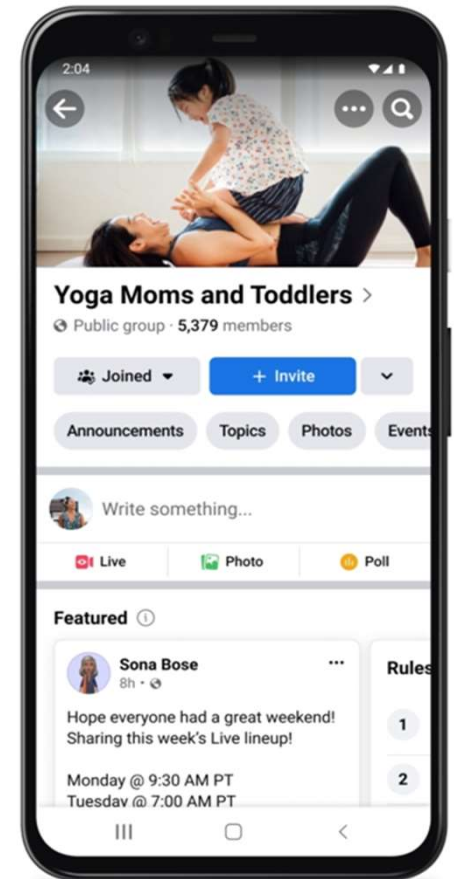 2:04
Yoga Moms and Toddlers
Public group · 5,379 members
Joined
+ Invite
Announcements Topics Photos Events
Write something...
Live Photo Poll
Featured
Sona Bose
8h ·
Rules
Hope everyone had a great weekend!
Sharing this week's Live lineup!
1
Monday @ 9:30 AM PT
2
Tuesday @ 7:00 AM PT